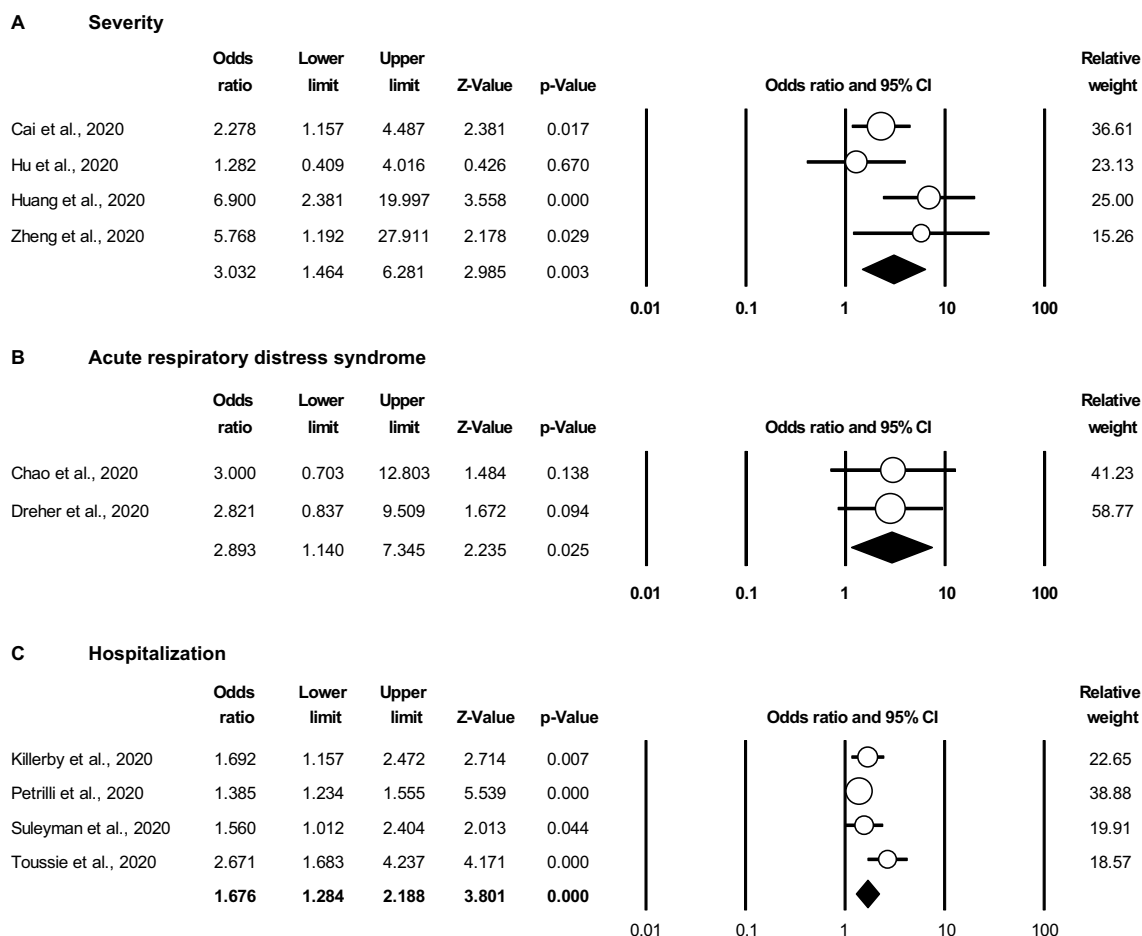 A Severity
Odds Lower Upper Relative
ratio limit limit Z-Value p-Value Odds ratio and 95% CI weight
Cai et al., 2020 2.278 1.157 4.487 2.381 0.017 36.61
Hu et al., 2020 1.282 0.409 4.016 0.426 0.670 23.13
Huang et al., 2020 6.900 2.381 19.997 3.558 0.000 25.00
Zheng et al., 2020 5.768 1.192 27.911 2.178 0.029 15.26
3.032 1.464 6.281 2.985 0.003
0.01 0.1 1 10 100
B Acute respiratory distress syndrome
Odds Lower Upper Relative
ratio limit limit Z-Value p-Value Odds ratio and 95% CI weight
Chao et al., 2020 3.000 0.703 12.803 1.484 0.138 41.23
Dreher et al., 2020 2.821 0.837 9.509 1.672 0.094 58.77
2.893 1.140 7.345 2.235 0.025
0.01 0.1 1 10 100
C Hospitalization
Odds Lower Upper Relative
ratio limit limit Z-Value p-Value Odds ratio and 95% CI weight
Killerby et al., 2020 1.692 1.157 2.472 2.714 0.007 22.65
Petrilli et al., 2020 1.385 1.234 1.555 5.539 0.000 38.88
Suleyman et al., 2020 1.560 1.012 2.404 2.013 0.044 19.91
Toussie et al., 2020 2.671 1.683 4.237 4.171 0.000 18.57
1.676 1.284 2.188 3.801 0.000
0.01 0.1 1 10 100